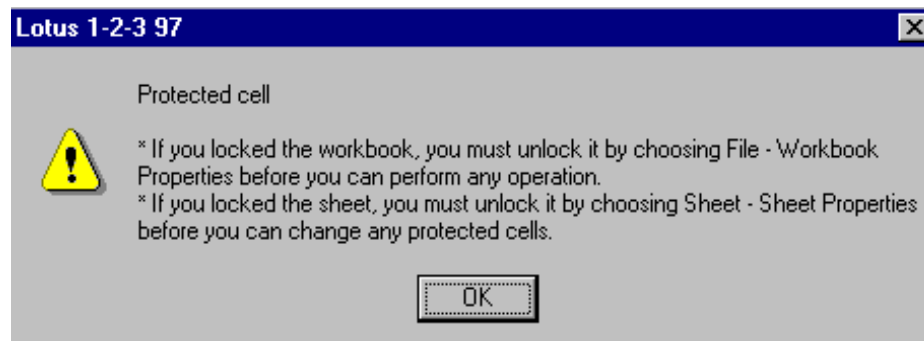 Lotus 1-2-3 97
Protected cell
* If you locked the workbook, you must unlock it by choosing File - Workbook
Properties before you can perform any operation.
* If you locked the sheet, you must unlock it by choosing Sheet - Sheet Properties
before you can change any protected cells.
OK